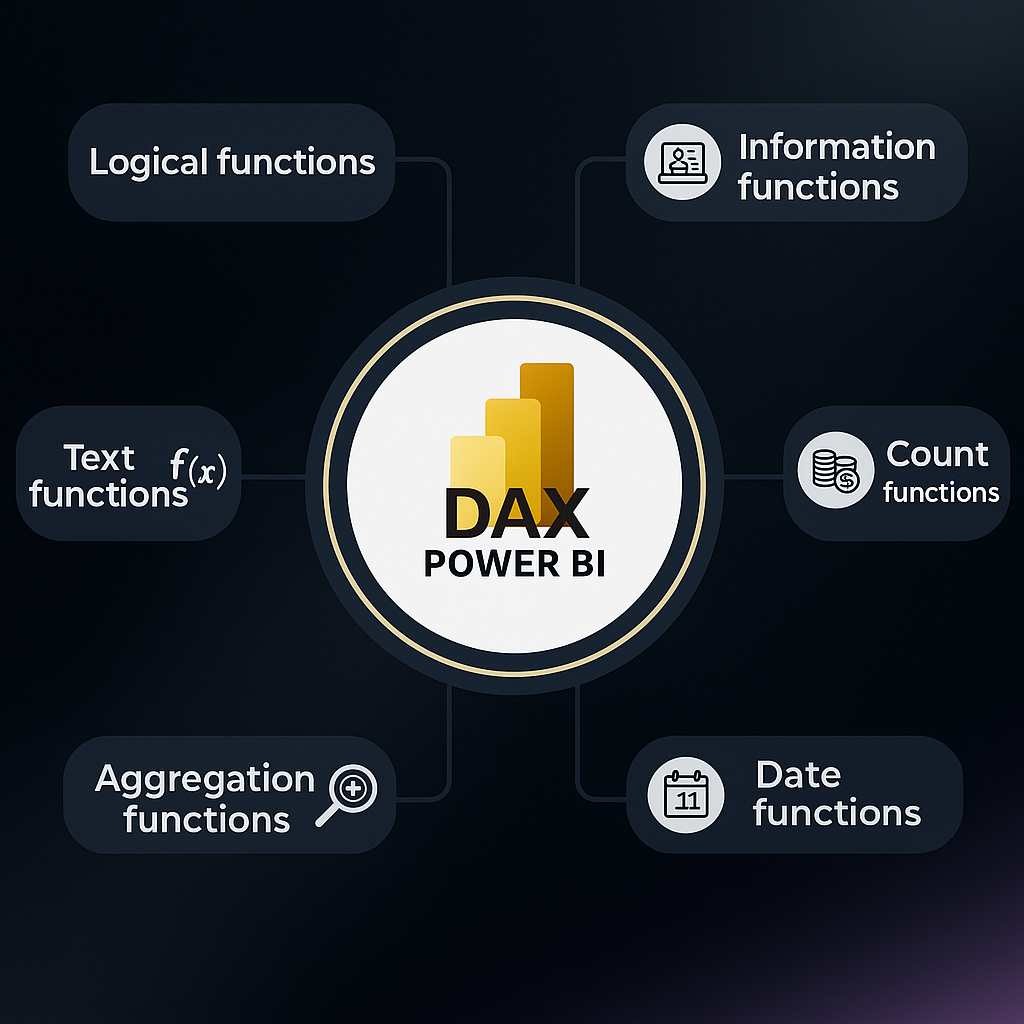 Logical functions
Information
functions
Text
functions
f(x)
DAX
POWER BI
Count
functions
$
Aggregation
functions
Date
functions
11